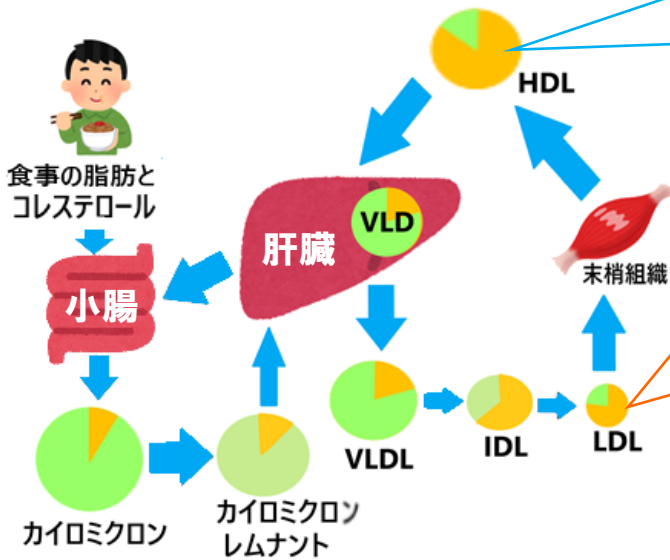 HDL
食事の脂肪と
コレステロール
VLD
肝臓
小腸
末梢組織
VLDL
IDL
LDL
カイロミクロン
カイロミクロン
レムナント